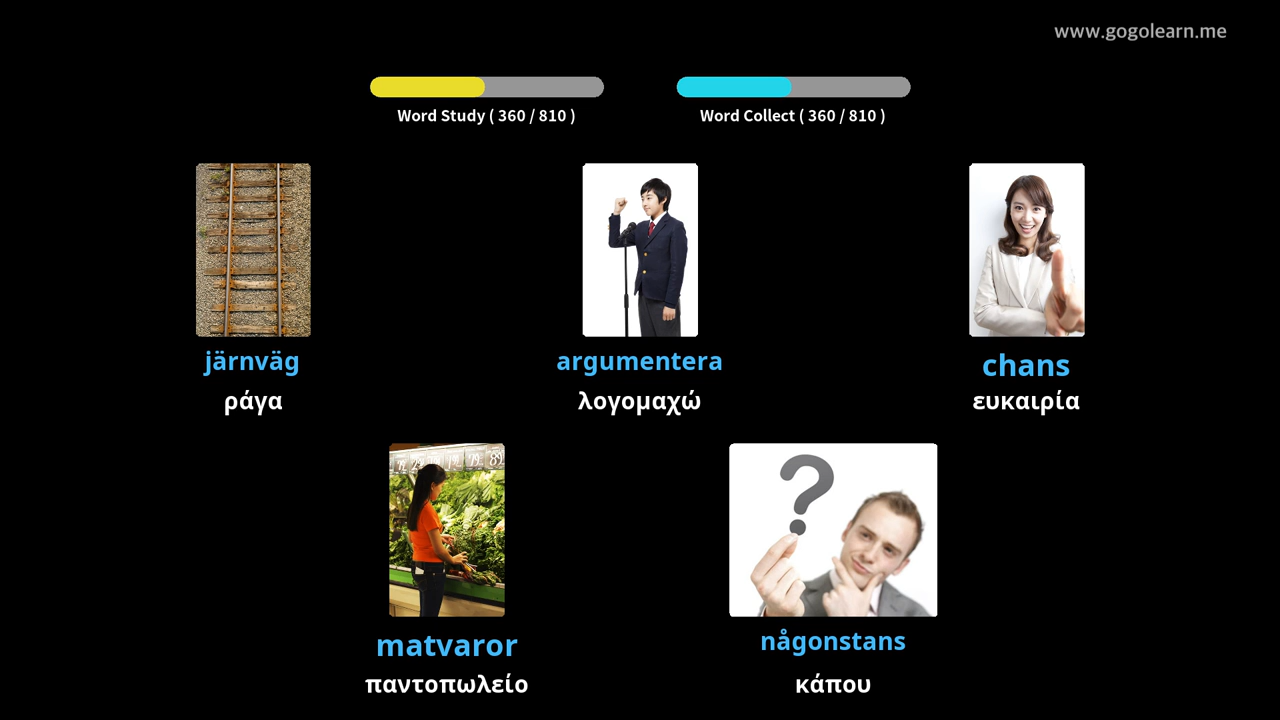 www.gogolearn.me
Word Study ( 360 / 810 )
Word Collect ( 360 / 810 )
järnväg
argumentera
chans
ράγα
λογομαχώ
ευκαιρία
matvaror
någonstans
παντοπωλείο
κάπου